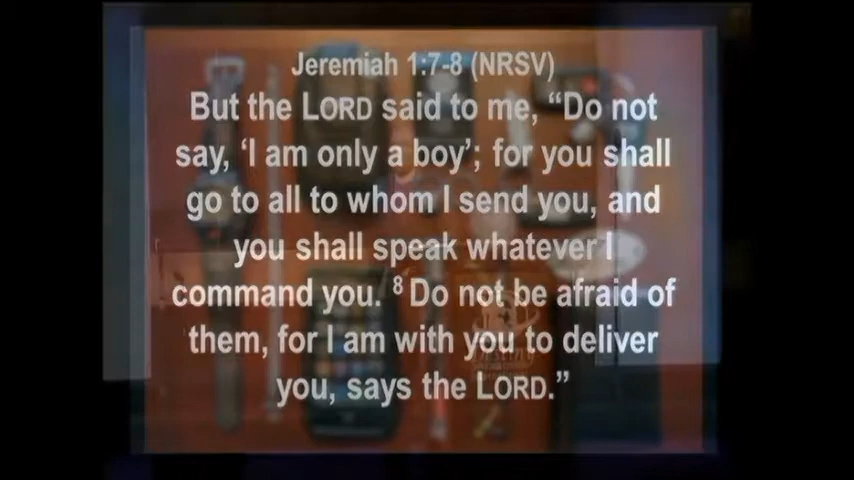 Jeremiah 1:7-8 (NRSV)
But the LORD said to me, “Do not
say, ‘I am only a boy’; for you shall
go to all to whom I send you, and
you shall speak whatever I
command you. ⁸ Do not be afraid of
them, for I am with you to deliver
you, says the LORD.”